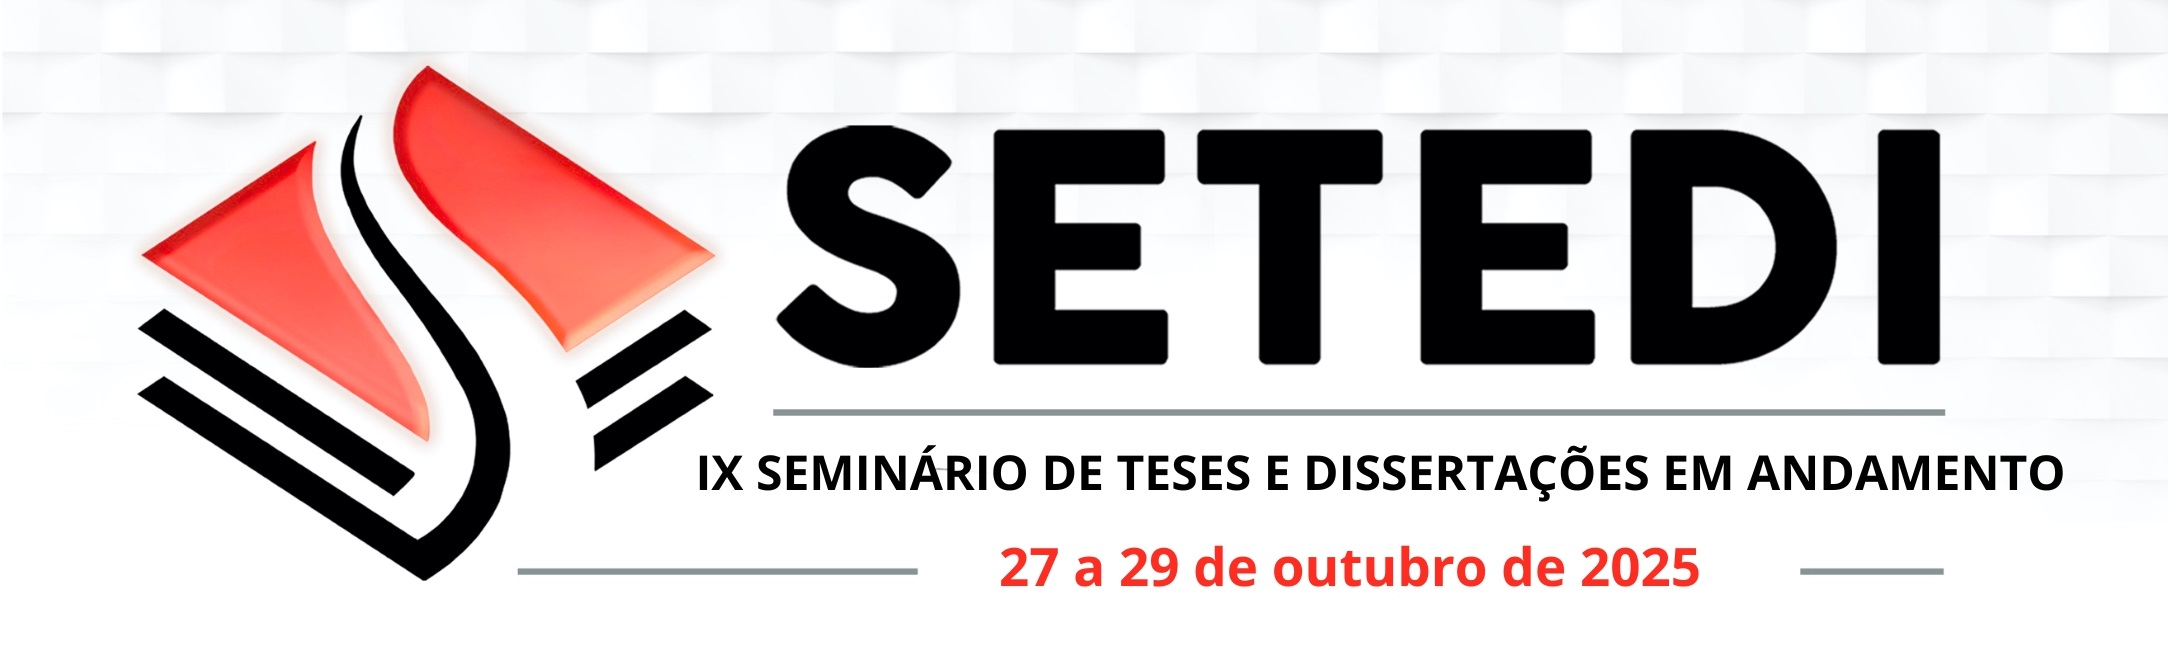 SETEDI
IX SEMINÁRIO DE TESES E DISSERTAÇÕES EM ANDAMENTO
27 a 29 de outubro de 2025